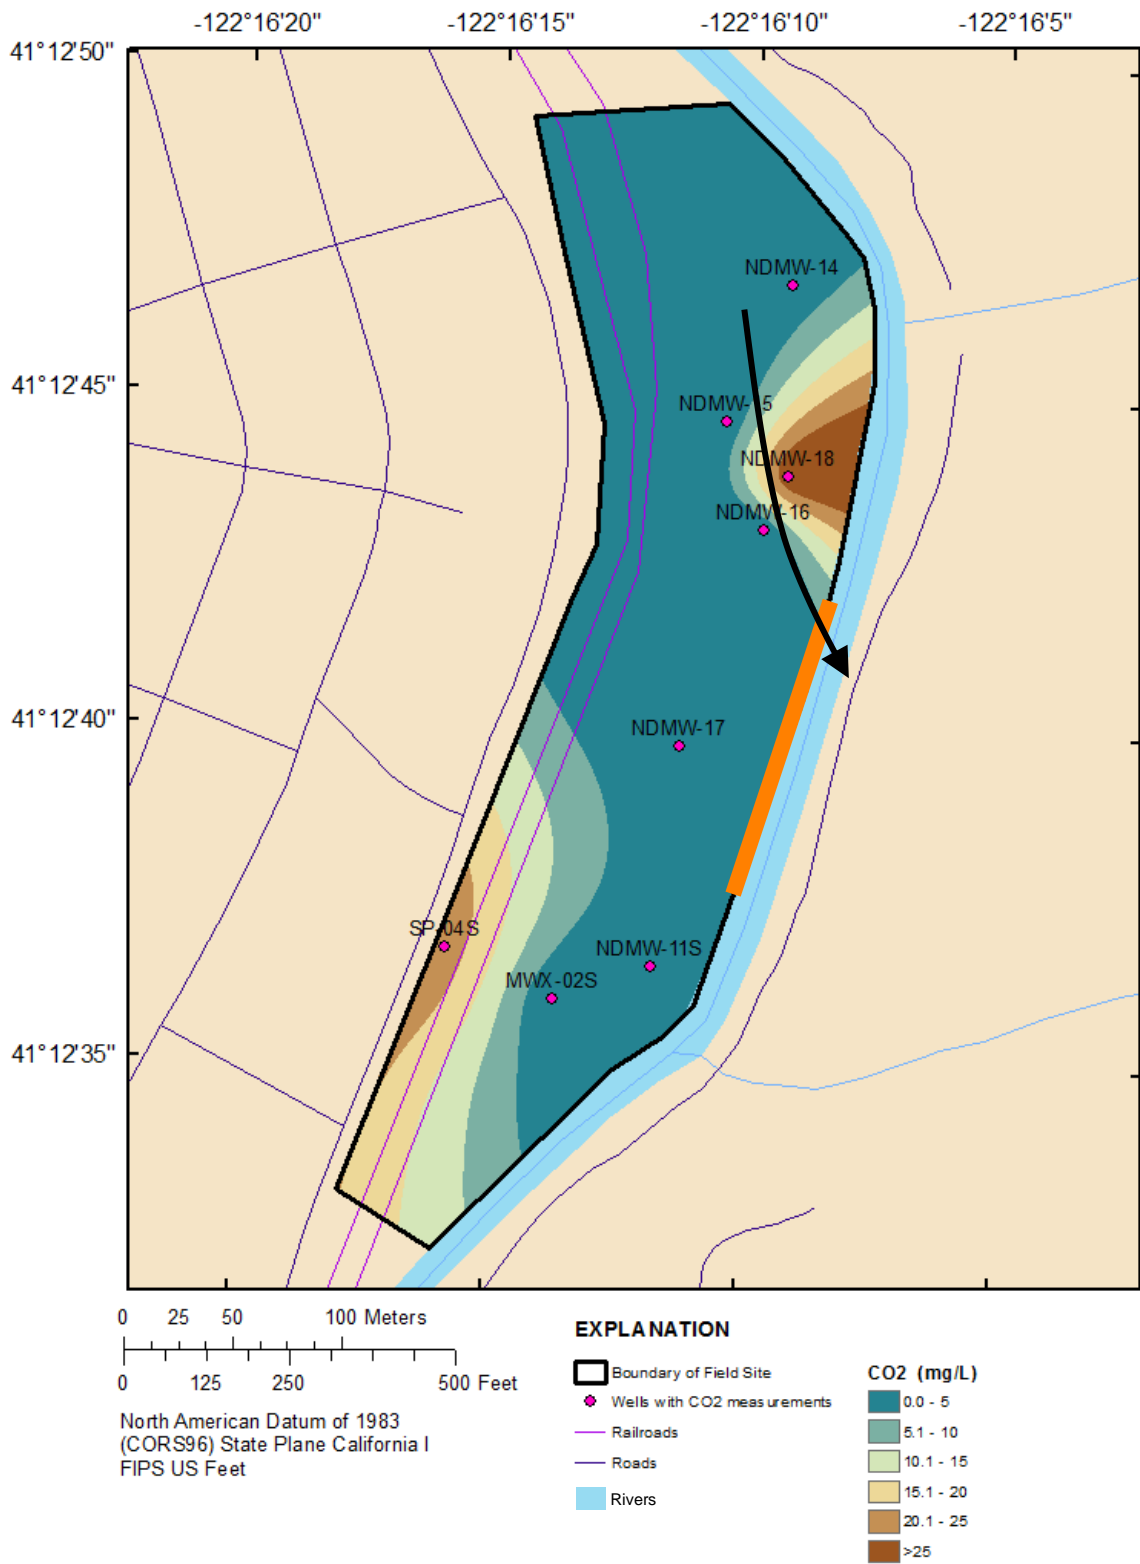 -122°16'20" -122°16'15" -122°16'10" -122°16'5"
41°12'50"
NDMW-14
41°12'45"
NDMW-15
NDMW-18
NDMW-16
41°12'40"
NDMW-17
SP-04S
NDMW-11S
MWX-02S
41°12'35"
0 25 50 100 Meters
0 125 250 500 Feet
North American Datum of 1983
(CORS96) State Plane California I
FIPS US Feet
EXPLANATION
Boundary of Field Site
Wells with CO2 measurements
Railroads
Roads
Rivers
CO2 (mg/L)
0.0 - 5
5.1 - 10
10.1 - 15
15.1 - 20
20.1 - 25
>25